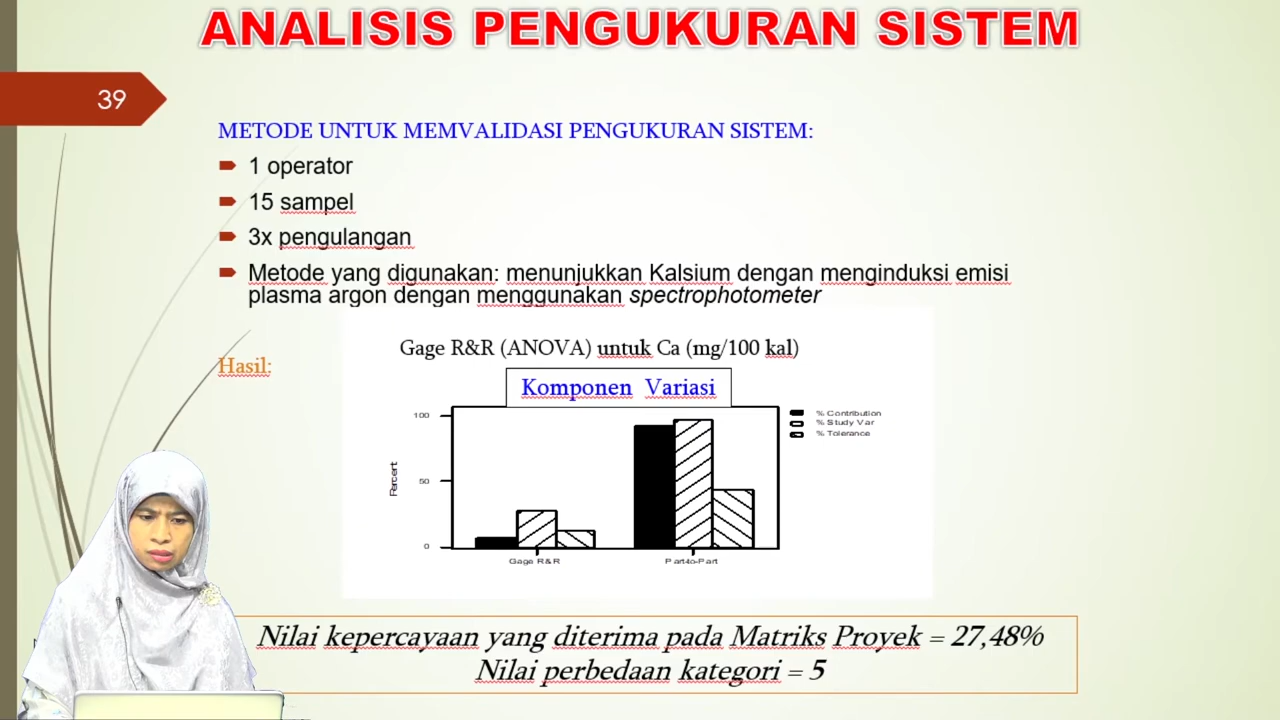 ANALISIS PENGUKURAN SISTEM
39
METODE UNTUK MEMVALIDASI PENGUKURAN SISTEM:
1 operator
15 sampel
3x pengulangan
Metode yang digunakan: menunjukkan Kalsium dengan menginduksi emisi
plasma argon dengan menggunakan spectrophotometer
Gage R&R (ANOVA) untuk Ca (mg/100 kal)
Hasil:
Komponen Variasi
100
50
0
Percent
% Contribution
% Study Var
% Tolerance
Gage R&R
Part-to-Part
Nilai kepercayaan yang diterima pada Matriks Proyek = 27,48%
Nilai perbedaan kategori = 5